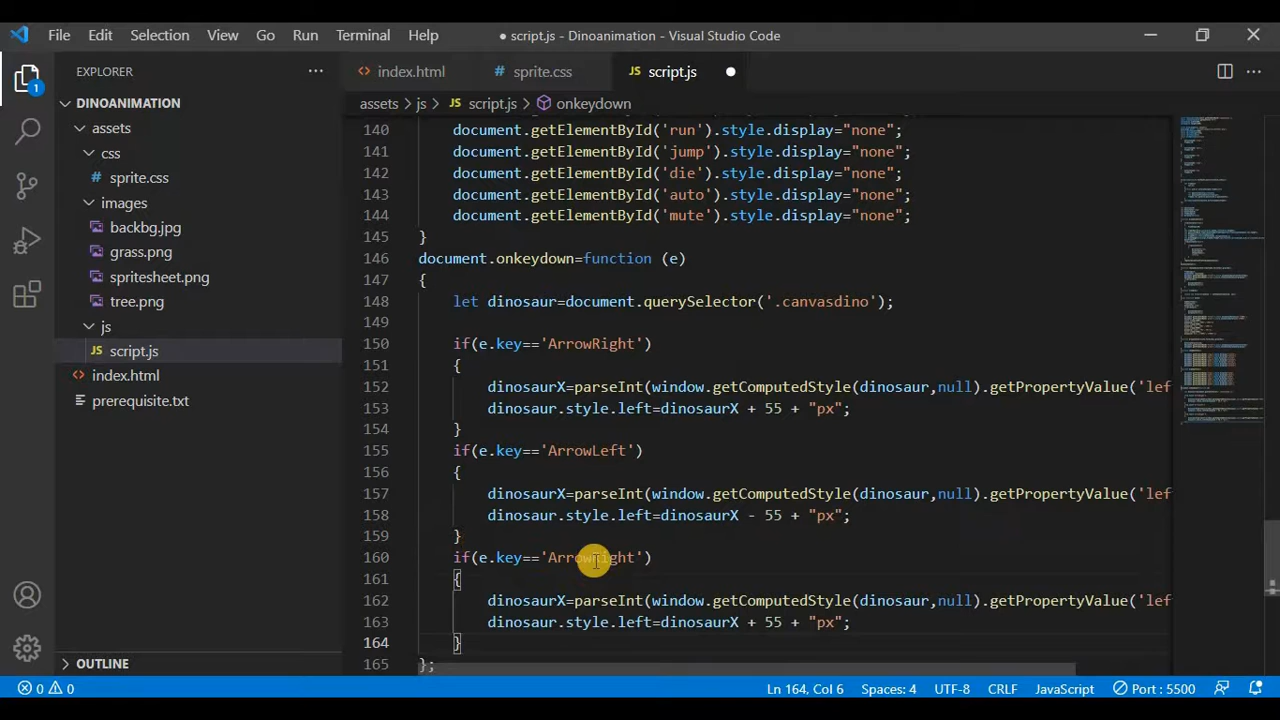 File Edit Selection View Go Run Terminal Help
● script.js - Dinoanimation - Visual Studio Code
EXPLORER
DINOANIMATION
assets
css
sprite.css
images
backbg.jpg
grass.png
spritesheet.png
tree.png
js
JS script.js
index.html
prerequisite.txt
OUTLINE
1
index.html
sprite.css
JS script.js
assets > js > JS script.js > onkeydown
140 document.getElementById('run').style.display="none";
141 document.getElementById('jump').style.display="none";
142 document.getElementById('die').style.display="none";
143 document.getElementById('auto').style.display="none";
144 document.getElementById('mute').style.display="none";
145 }
146 document.onkeydown=function (e)
147 {
148 let dinosaur=document.querySelector('.canvasdino');
149
150 if(e.key=='ArrowRight')
151 {
152 dinosaurX=parseInt(window.getComputedStyle(dinosaur,null).getPropertyValue('lef
153 dinosaur.style.left=dinosaurX + 55 + "px";
154 }
155 if(e.key=='ArrowLeft')
156 {
157 dinosaurX=parseInt(window.getComputedStyle(dinosaur,null).getPropertyValue('lef
158 dinosaur.style.left=dinosaurX - 55 + "px";
159 }
160 if(e.key=='ArrowRight')
161 {
162 dinosaurX=parseInt(window.getComputedStyle(dinosaur,null).getPropertyValue('lef
163 dinosaur.style.left=dinosaurX + 55 + "px";
164 }
165 };
0 0
Ln 164, Col 6 Spaces: 4 UTF-8 CRLF JavaScript Port : 5500